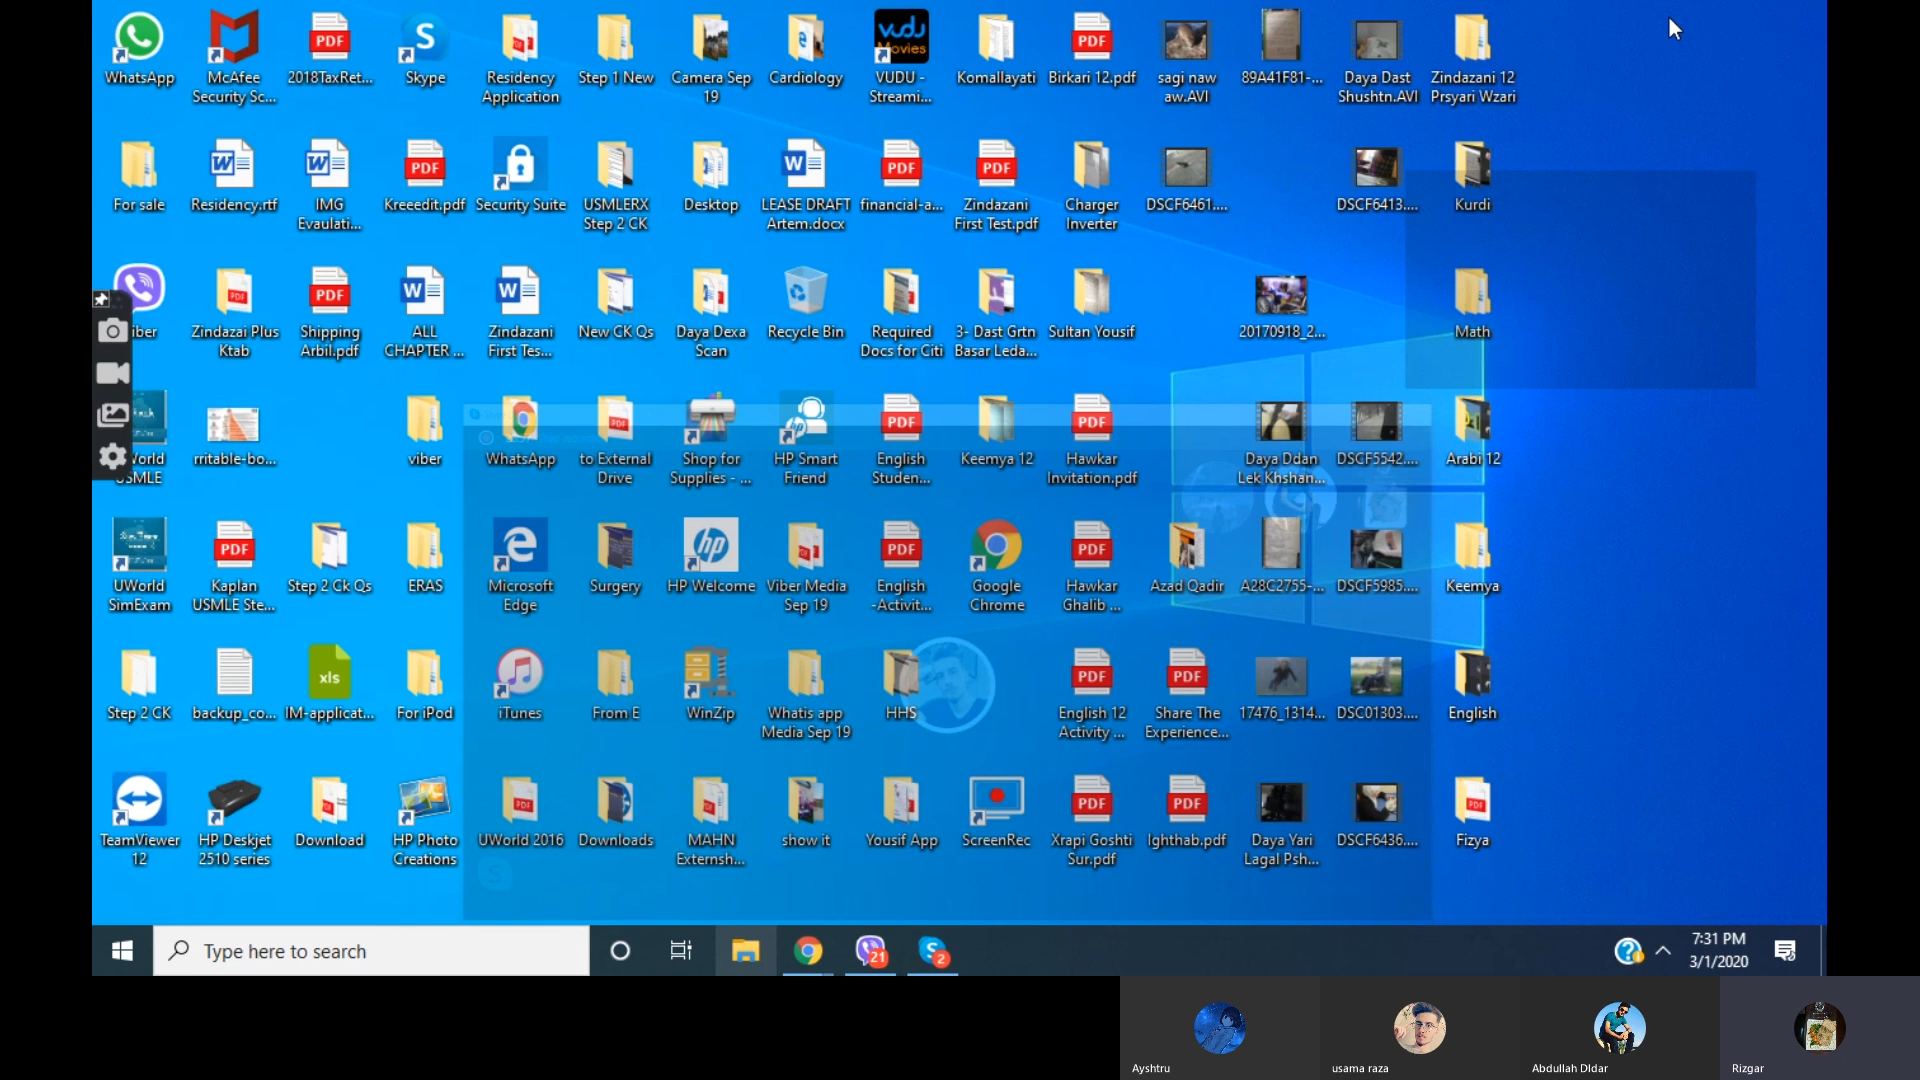 WhatsApp
McAfee
Security Sc...
2018TaxRet...
Skype
Residency
Application
Step 1 New
Camera Sep
19
Cardiology
VUDU -
Streami...
Komallayati
Birkari 12.pdf
sagi naw
aw.AVI
89A41F81-...
Daya Dast
Shushtn.AVI
Zindazani 12
Prsyari Wzari
For sale
Residency.rtf
IMG
Evaulati...
Kreeedit.pdf
Security Suite
USMLERX
Step 2 CK
Desktop
LEASE DRAFT
Artem.docx
financial-a...
Zindazani
First Test.pdf
Charger
Inverter
DSCF6461....
DSCF6413....
Kurdi
iber
Zindazai Plus
Ktab
Shipping
Arbil.pdf
ALL
CHAPTER ...
Zindazani
First Tes...
New CK Qs
Daya Dexa
Scan
Recycle Bin
Required
Docs for Citi
3- Dast Grtn
Basar Leda...
Sultan Yousif
20170918_2...
Math
World
USMLE
rritable-bo...
viber
WhatsApp
to External
Drive
Shop for
Supplies - ...
HP Smart
Friend
English
Studen...
Keemya 12
Hawkar
Invitation.pdf
Daya Ddan
Lek Khshan...
DSCF5542....
Arabi 12
UWorld
SimExam
Kaplan
USMLE Ste...
Step 2 Ck Qs
ERAS
Microsoft
Edge
Surgery
HP Welcome
Viber Media
Sep 19
English
-Activit...
Google
Chrome
Hawkar
Ghalib ...
Azad Qadir
A28C2755-...
DSCF5985....
Keemya
Step 2 CK
backup_co...
IM-applicat...
For iPod
iTunes
From E
WinZip
Whatis app
Media Sep 19
HHS
English 12
Activity ...
Share The
Experience...
17476_1314...
DSC01303....
English
TeamViewer
12
HP Deskjet
2510 series
Download
HP Photo
Creations
UWorld 2016
Downloads
MAHN
Externsh...
show it
Yousif App
ScreenRec
Xrapi Goshti
Sur.pdf
Ighthab.pdf
Daya Yari
Lagal Psh...
DSCF6436....
Fizya
Type here to search
21
2
7:31 PM
3/1/2020
Ayshtru
usama raza
Abdullah DIdar
Rizgar